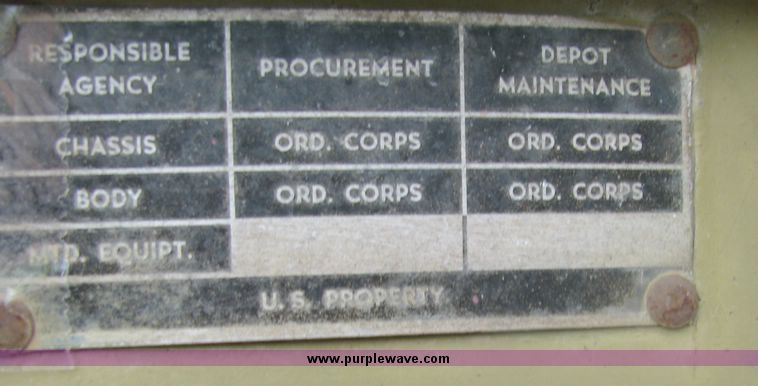 RESPONSIBLE AGENCY PROCUREMENT DEPOT MAINTENANCE
CHASSIS ORD. CORPS ORD. CORPS
BODY ORD. CORPS ORD. CORPS
MTD. EQUIPT.
U.S. PROPERTY
www.purplewave.com